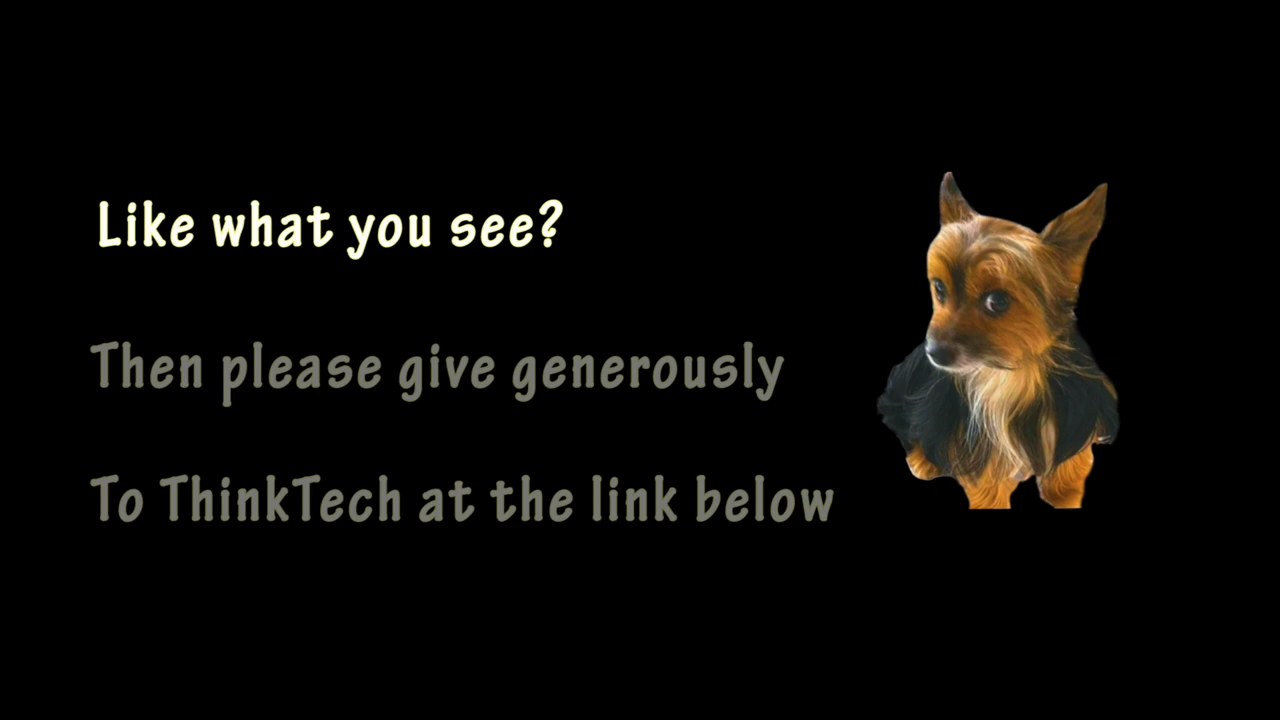 Like what you see?
Then please give generously
To ThinkTech at the link below